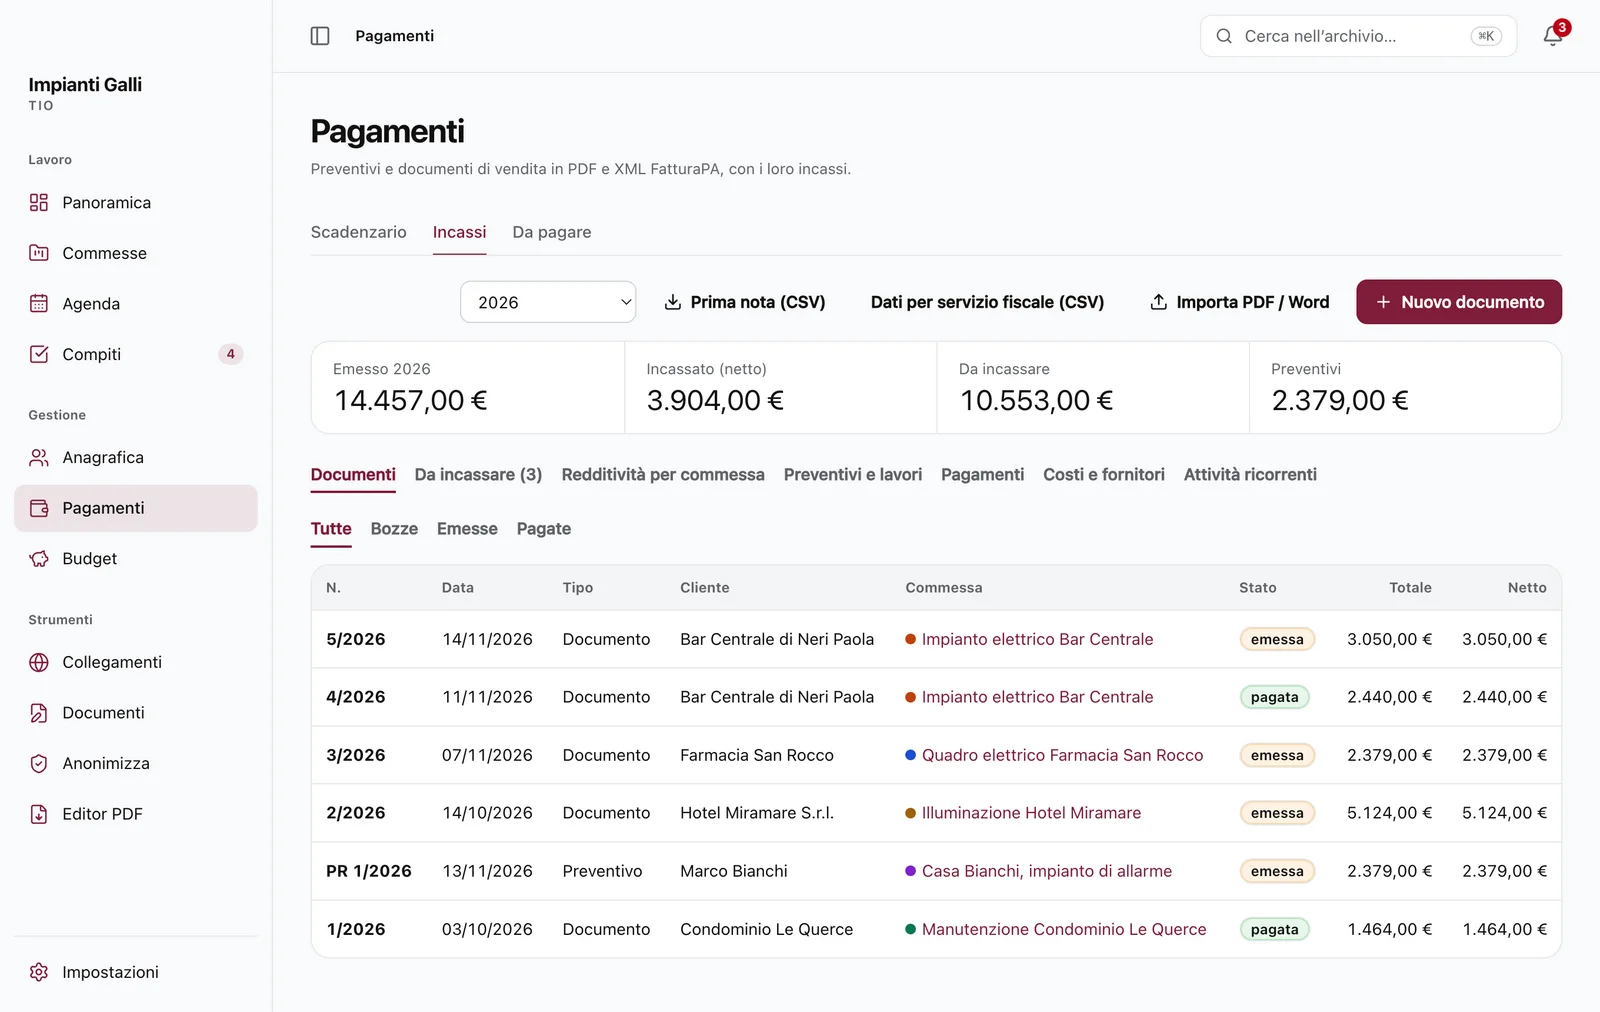 Impianti Galli
TIO
Lavoro
Panoramica
Commesse
Agenda
Compiti 4
Gestione
Anagrafica
Pagamenti
Budget
Strumenti
Collegamenti
Documenti
Anonimizza
Editor PDF
Impostazioni
Pagamenti
Cerca nell'archivio... ⌘K
3
Pagamenti
Preventivi e documenti di vendita in PDF e XML FatturaPA, con i loro incassi.
Scadenzario Incassi Da pagare
2026 Prima nota (CSV) Dati per servizio fiscale (CSV) Importa PDF / Word + Nuovo documento
Emesso 2026 Incassato (netto) Da incassare Preventivi
14.457,00 € 3.904,00 € 10.553,00 € 2.379,00 €
Documenti Da incassare (3) Redditività per commessa Preventivi e lavori Pagamenti Costi e fornitori Attività ricorrenti
Tutte Bozze Emesse Pagate
N. Data Tipo Cliente Commessa Stato Totale Netto
5/2026 14/11/2026 Documento Bar Centrale di Neri Paola Impianto elettrico Bar Centrale emessa 3.050,00 € 3.050,00 €
4/2026 11/11/2026 Documento Bar Centrale di Neri Paola Impianto elettrico Bar Centrale pagata 2.440,00 € 2.440,00 €
3/2026 07/11/2026 Documento Farmacia San Rocco Quadro elettrico Farmacia San Rocco emessa 2.379,00 € 2.379,00 €
2/2026 14/10/2026 Documento Hotel Miramare S.r.l. Illuminazione Hotel Miramare emessa 5.124,00 € 5.124,00 €
PR 1/2026 13/11/2026 Preventivo Marco Bianchi Casa Bianchi, impianto di allarme emessa 2.379,00 € 2.379,00 €
1/2026 03/10/2026 Documento Condominio Le Querce Manutenzione Condominio Le Querce pagata 1.464,00 € 1.464,00 €